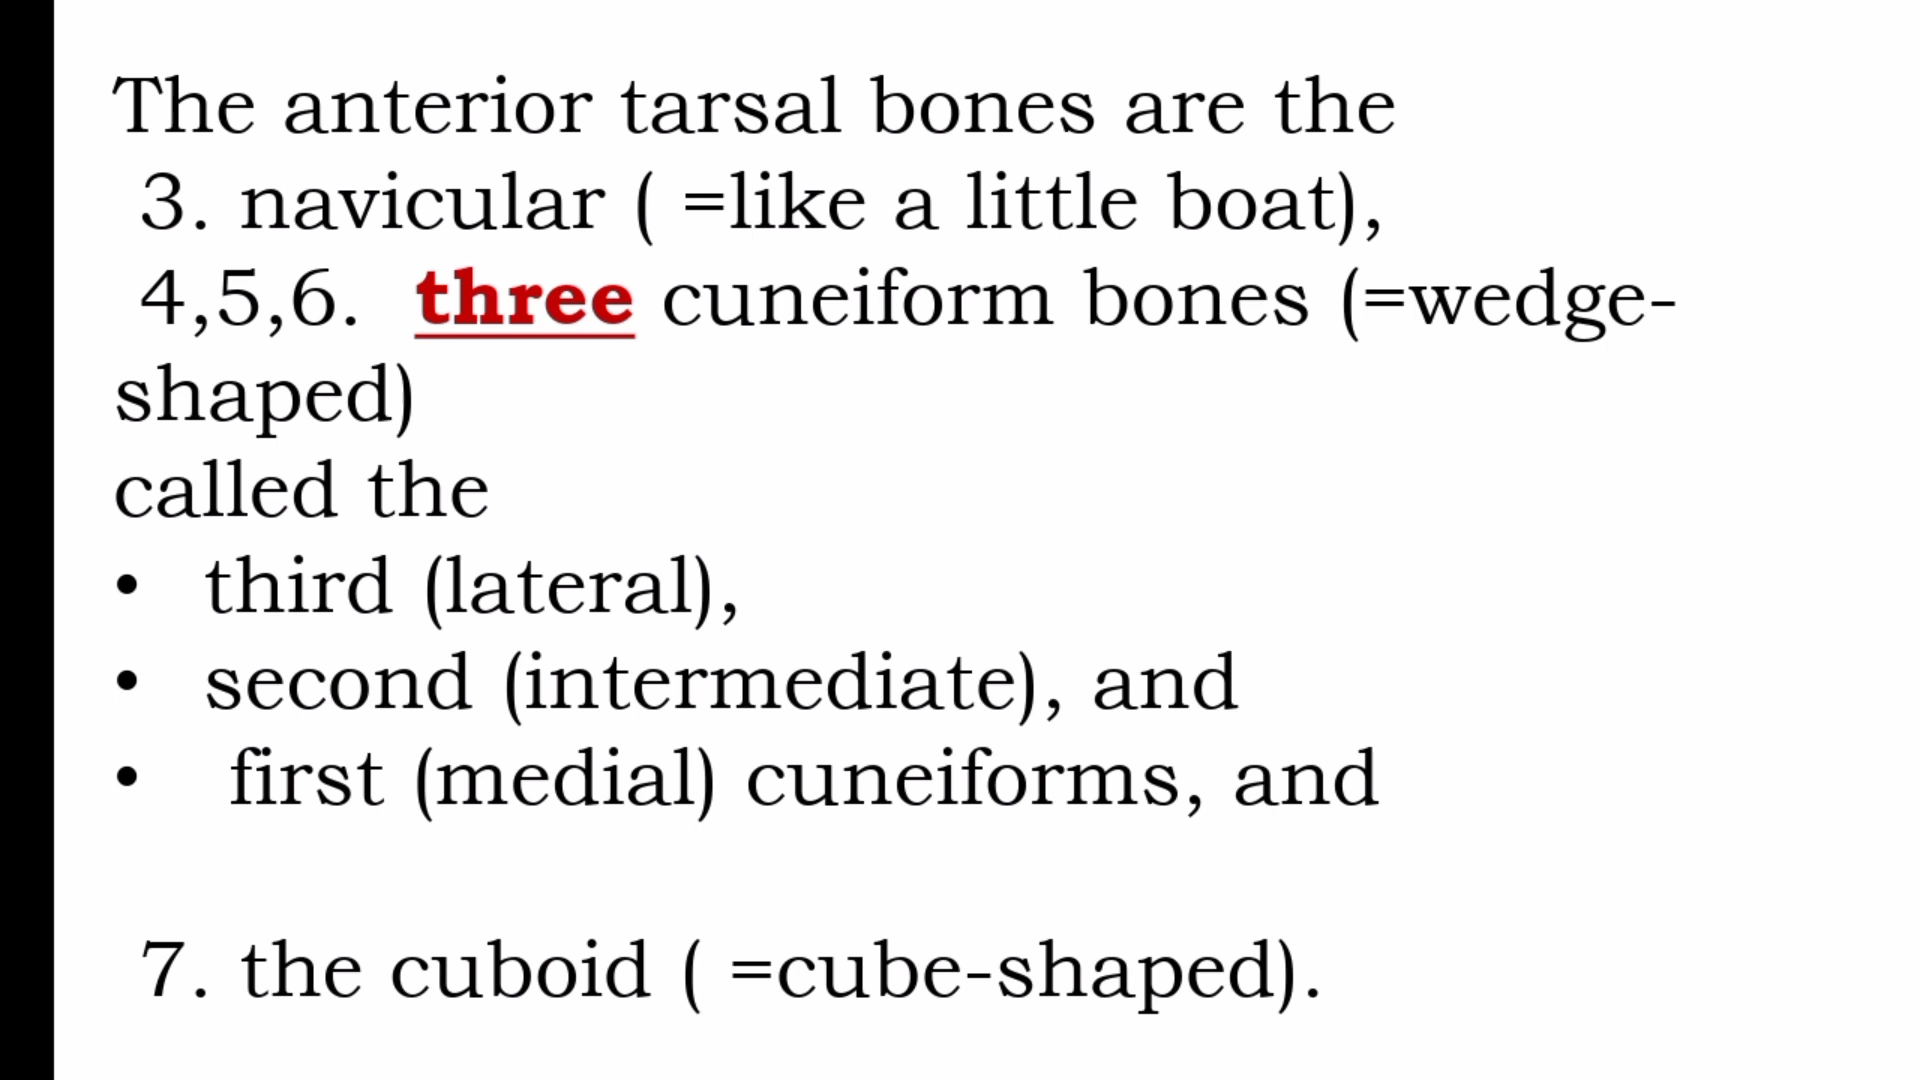 The anterior tarsal bones are the
3. navicular ( =like a little boat),
4,5,6. three cuneiform bones (=wedge-
shaped)
called the
• third (lateral),
• second (intermediate), and
• first (medial) cuneiforms, and
7. the cuboid ( =cube-shaped).